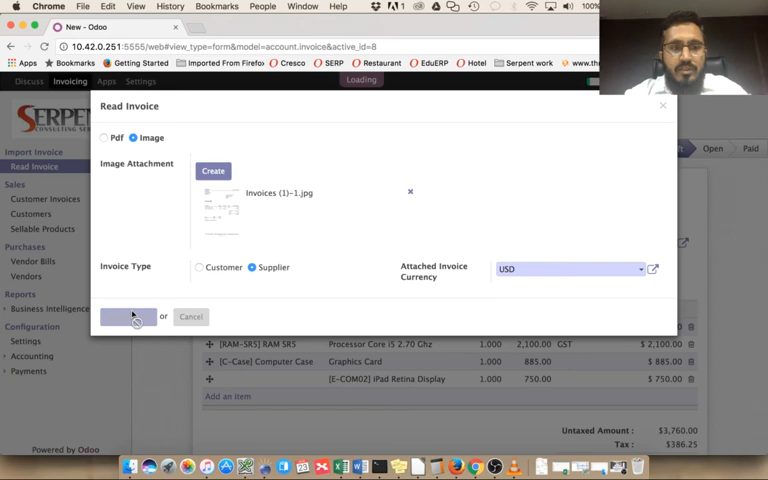 Chrome File Edit View History Bookmarks People Window Help 1 100%
New - Odoo
10.42.0.251:5555/web#view_type=form&model=account.invoice&active_id=8
Apps Bookmarks Getting Started Imported From Firefox Cresco SERP Restaurant EduERP Hotel Serpent work
Discuss Invoicing Apps Settings Loading
SERPEN
CONSULTING SER
Import Invoice
Read Invoice
Sales
Customer Invoices
Customers
Sellable Products
Purchases
Vendor Bills
Vendors
Reports
Business Intelligence
Configuration
Settings
Accounting
Payments
Powered by Odoo
Read Invoice
Pdf Image
Image Attachment
Create
Invoices (1)-1.jpg
Invoice Type
Customer Supplier
Attached Invoice
Currency
USD
or Cancel
Open Paid
[RAM-SR5] RAM SR5 Processor Core i5 2.70 Ghz 1.000 2,100.00 GST $ 2,100.00
[C-Case] Computer Case Graphics Card 1.000 885.00 $ 885.00
[E-COM02] iPad Retina Display 1.000 750.00 $ 750.00
Add an item
Untaxed Amount : $3,760.00
Tax : $386.25